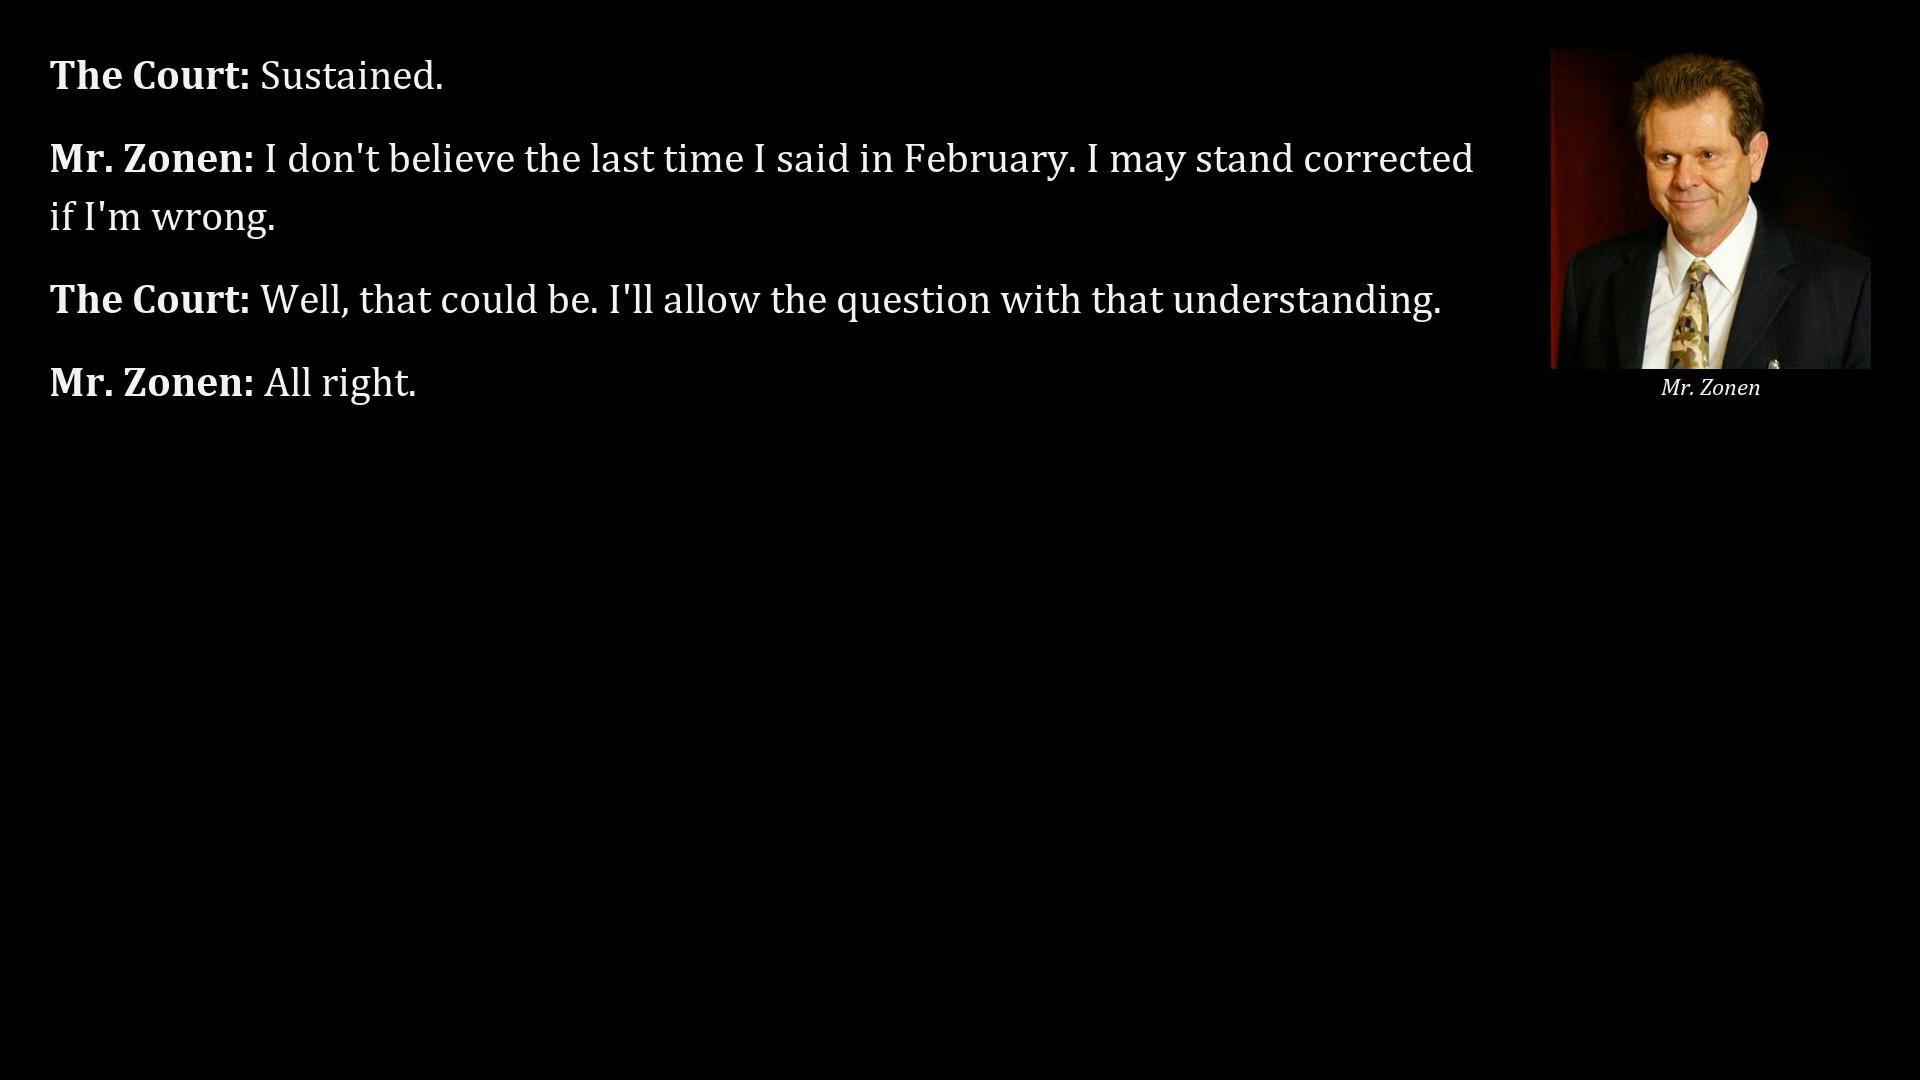 The Court: Sustained.
Mr. Zonen: I don't believe the last time I said in February. I may stand corrected
if I'm wrong.
The Court: Well, that could be. I'll allow the question with that understanding.
Mr. Zonen: All right.
Mr. Zonen